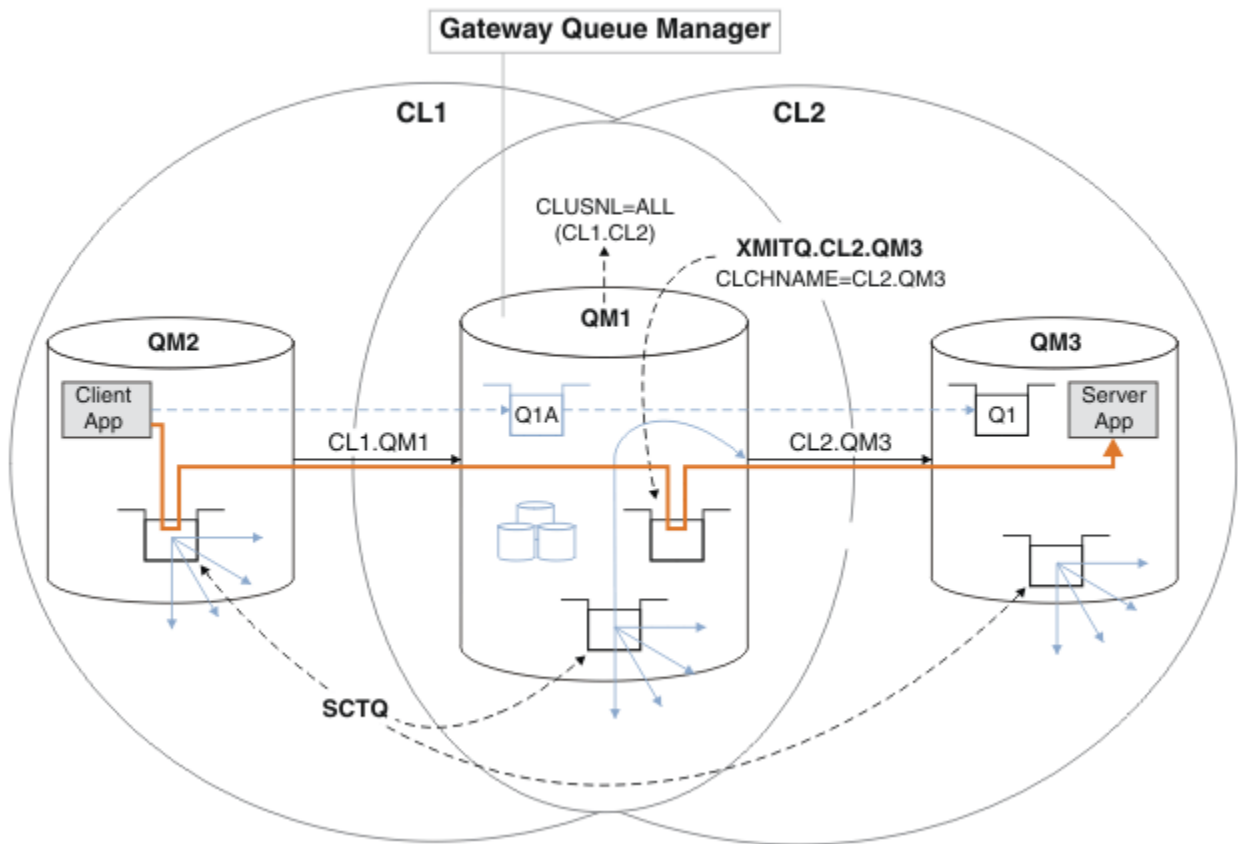 Gateway Queue Manager
CL1
CL2
CLUSNL=ALL
(CL1.CL2)
XMITQ.CL2.QM3
CLCHNAME=CL2.QM3
QM2
QM1
QM3
Client
App
Q1A
Q1
Server
App
CL1.QM1
CL2.QM3
SCTQ